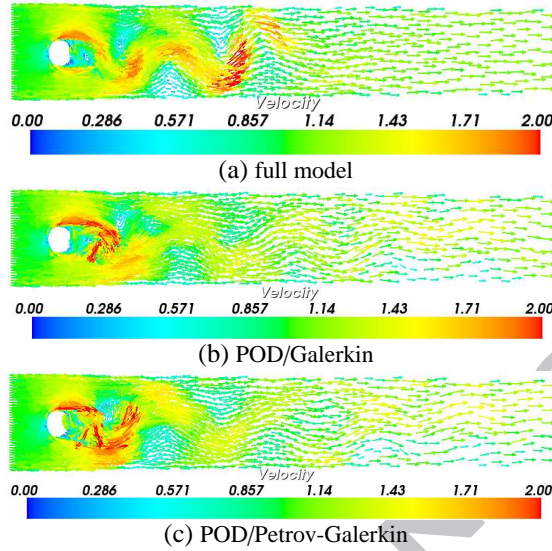 Velocity
0.00 0.286 0.571 0.857 1.14 1.43 1.71 2.00
(a) full model
Velocity
0.00 0.286 0.571 0.857 1.14 1.43 1.71 2.00
(b) POD/Galerkin
Velocity
0.00 0.286 0.571 0.857 1.14 1.43 1.71 2.00
(c) POD/Petrov-Galerkin